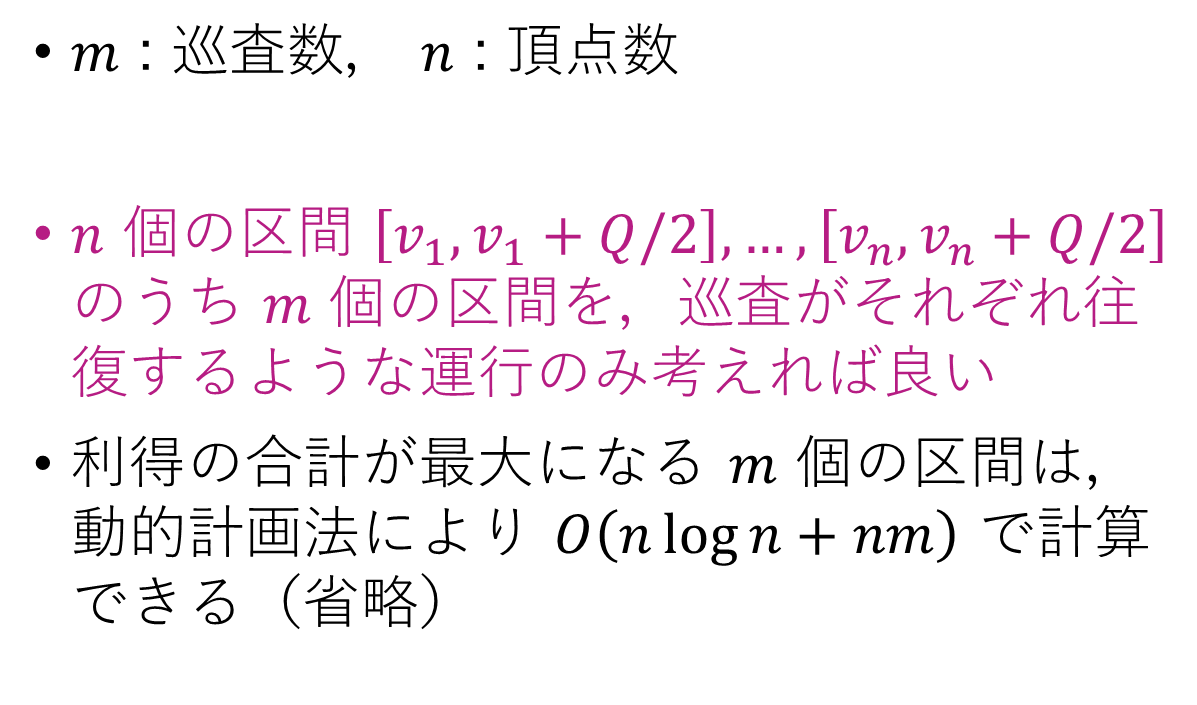 • m : 巡査数, n : 頂点数
• n 個の区間 [v₁, v₁ + Q/2], … , [vₙ, vₙ + Q/2]
のうち m 個の区間を, 巡査がそれぞれ往
復するような運行のみ考えれば良い
• 利得の合計が最大になる m 個の区間は,
動的計画法により O(n log n + nm) で計算
できる（省略）